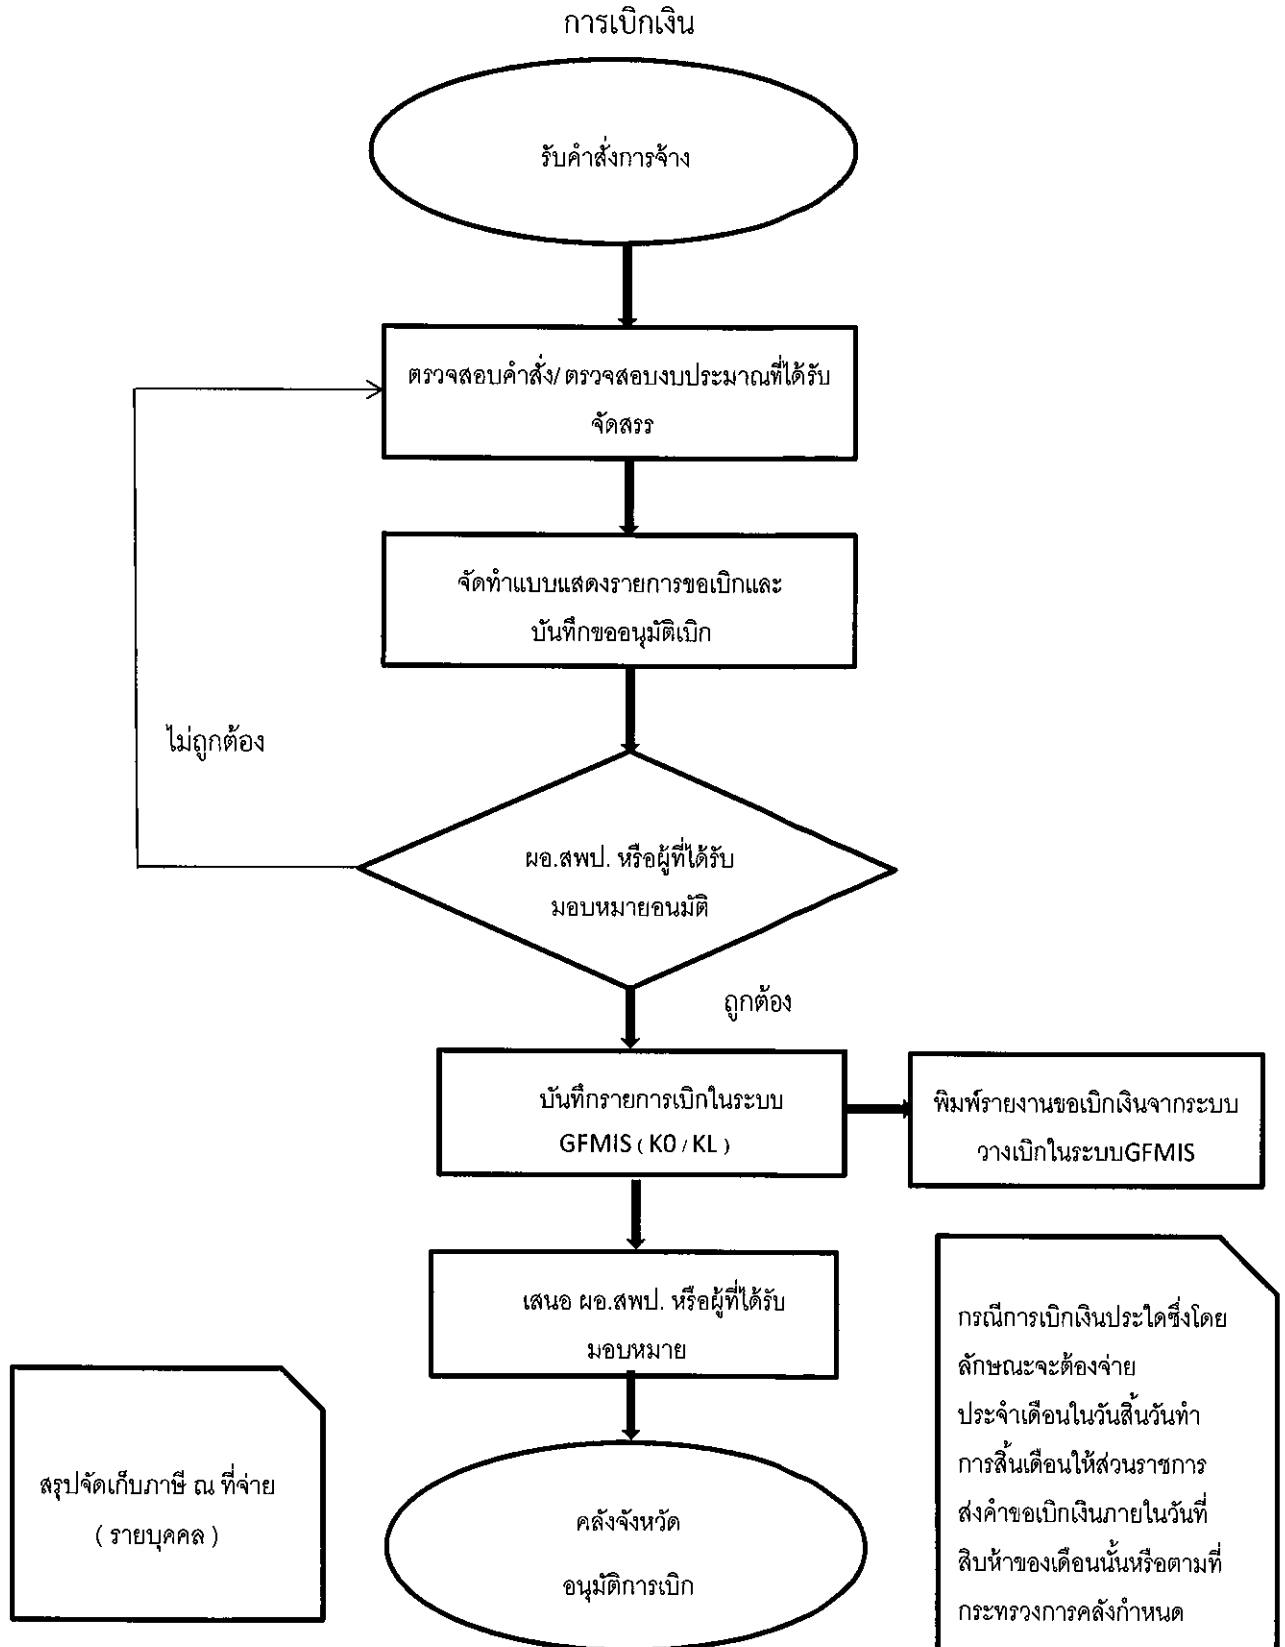 การเบิกเงิน
รับคำสั่งการจ้าง
ตรวจสอบคำสั่ง/ ตรวจสอบงบประมาณที่ได้รับ
จัดสรร
จัดทำแบบแสดงรายการขอเบิกและ
บันทึกขออนุมัติเบิก
ไม่ถูกต้อง
ผอ.สพป. หรือผู้ที่ได้รับ
มอบหมายอนมัติ
ถูกต้อง
บันทึกรายการเบิกในระบบ
GFMIS ( K0 / KL )
พิมพ์รายงานขอเบิกเงินจากระบบ
วางเบิกในระบบGFMIS
เสนอ ผอ.สพป. หรือผู้ที่ได้รับ
มอบหมาย
กรณีการเบิกเงินประใดซึ่งโดย
ลักษณะจะต้องจ่าย
ประจำเดือนในวันสิ้นวันทำ
การสิ้นเดือนให้ส่วนราชการ
ส่งคำขอเบิกเงินภายในวันที่
สิบห้าของเดือนนั้นหรือตามที่
กระทรวงการคลังกำหนด
สรุปจัดเก็บภาษี ณ ที่จ่าย
( รายบุคคล )
คลังจังหวัด
อนุมัติการเบิก